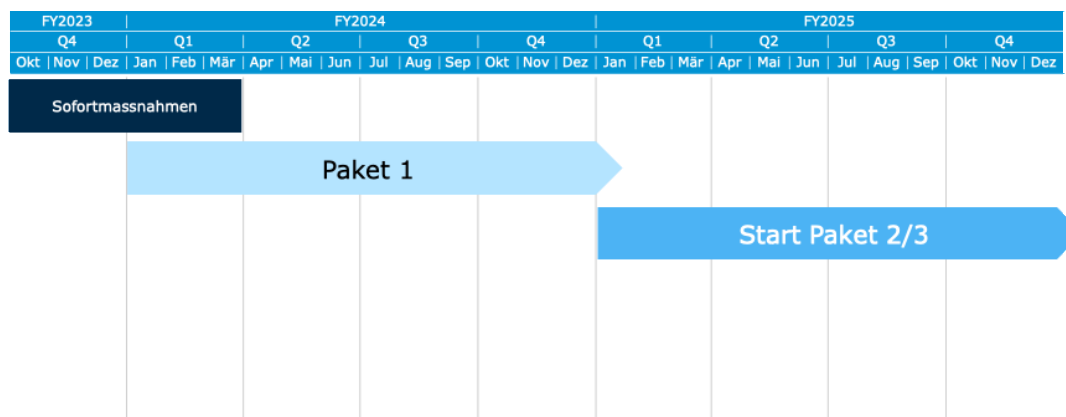 FY2023 | FY2024 | FY2025
Q4 | Q1 | Q2 | Q3 | Q4 | Q1 | Q2 | Q3 | Q4
Okt | Nov | Dez | Jan | Feb | Mär | Apr | Mai | Jun | Jul | Aug | Sep | Okt | Nov | Dez | Jan | Feb | Mär | Apr | Mai | Jun | Jul | Aug | Sep | Okt | Nov | Dez
Sofortmassnahmen
Paket 1
Start Paket 2/3